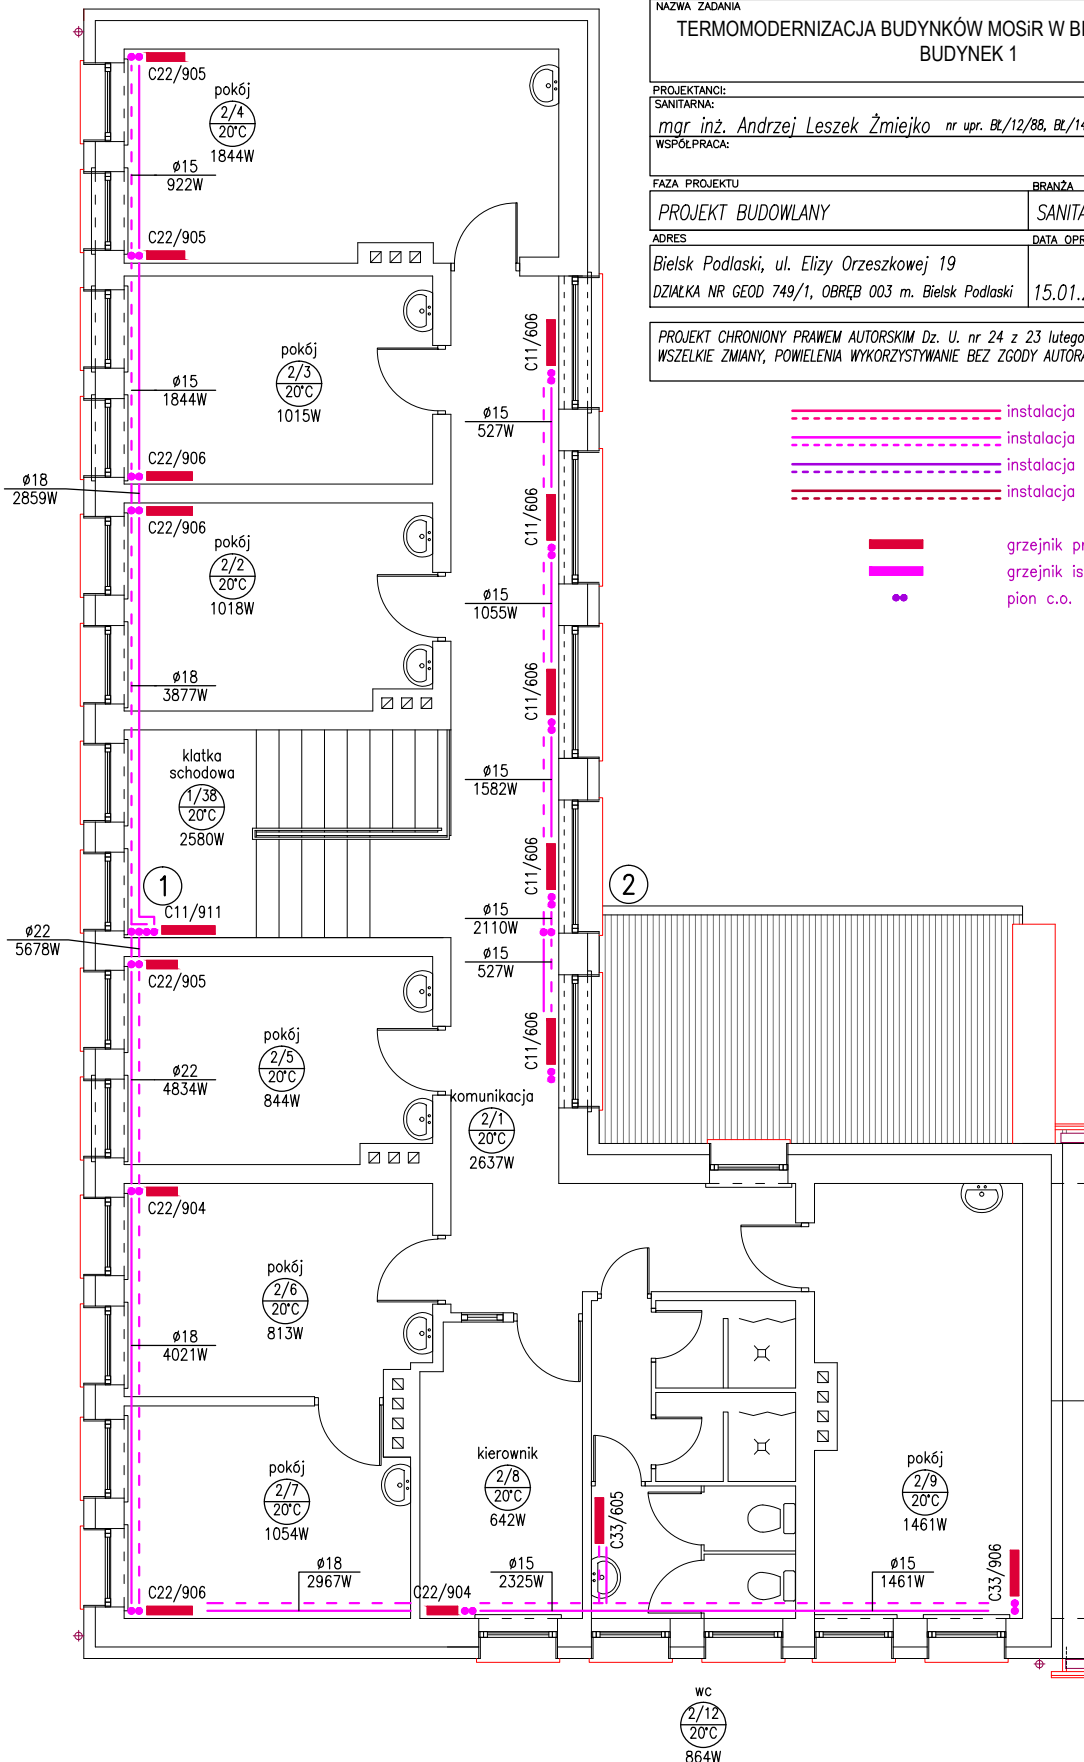 NAZWA ZADANIA
TERMOMODERNIZACJA BUDYNKÓW MOSiR W
BUDYNEK 1
PROJEKTANCI:
SANITARNA:
mgr inż. Andrzej Leszek Żmiejko nr upr. BŁ/12/88,
WSPÓŁPRACA:
FAZA PROJEKTU
BRANŻA
PROJEKT BUDOWLANY
ADRES
DATA
Bielsk Podlaski, ul. Elizy Orzeszkowej 19
DZIAŁKA NR GEOD 749/1, OBRĘB 003 m. Bielsk Podlaski
15.01.
PROJEKT CHRONIONY PRAWEM AUTORSKIM Dz. U. nr 24 z 23 lutego
WSZELKIE ZMIANY, POWIELENIA WYKORZYSTYWANIE BEZ ZGODY
instalacja
instalacja
instalacja
instalacja
grzejnik
grzejnik
pion c.o.
C22/905
pokój
2/4
20°C
1844W
ø15
922W
C22/905
C11/606
pokój
2/3
20°C
1015W
ø15
1844W
ø15
527W
C22/906
ø18
2859W
C11/606
C22/906
pokój
2/2
20°C
1018W
ø15
1055W
ø18
3877W
C11/606
klatka
schodowa
1/38
20°C
2580W
ø15
1582W
C11/606
1
2
C11/911
ø15
2110W
ø22
5678W
ø15
527W
C22/905
C11/606
pokój
2/5
20°C
844W
ø22
4834W
komunikacja
2/1
20°C
2637W
C22/904
pokój
2/6
20°C
813W
ø18
4021W
pokój
2/7
20°C
1054W
kierownik
2/8
20°C
642W
pokój
2/9
20°C
1461W
C33/605
C33/906
ø18
2967W
ø15
2325W
ø15
1461W
C22/906
C22/904
wc
2/12
20°C
864W